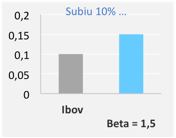 Subiu 10% ...
0,2
0,15
0,1
0,05
0
Ibov
Beta = 1,5